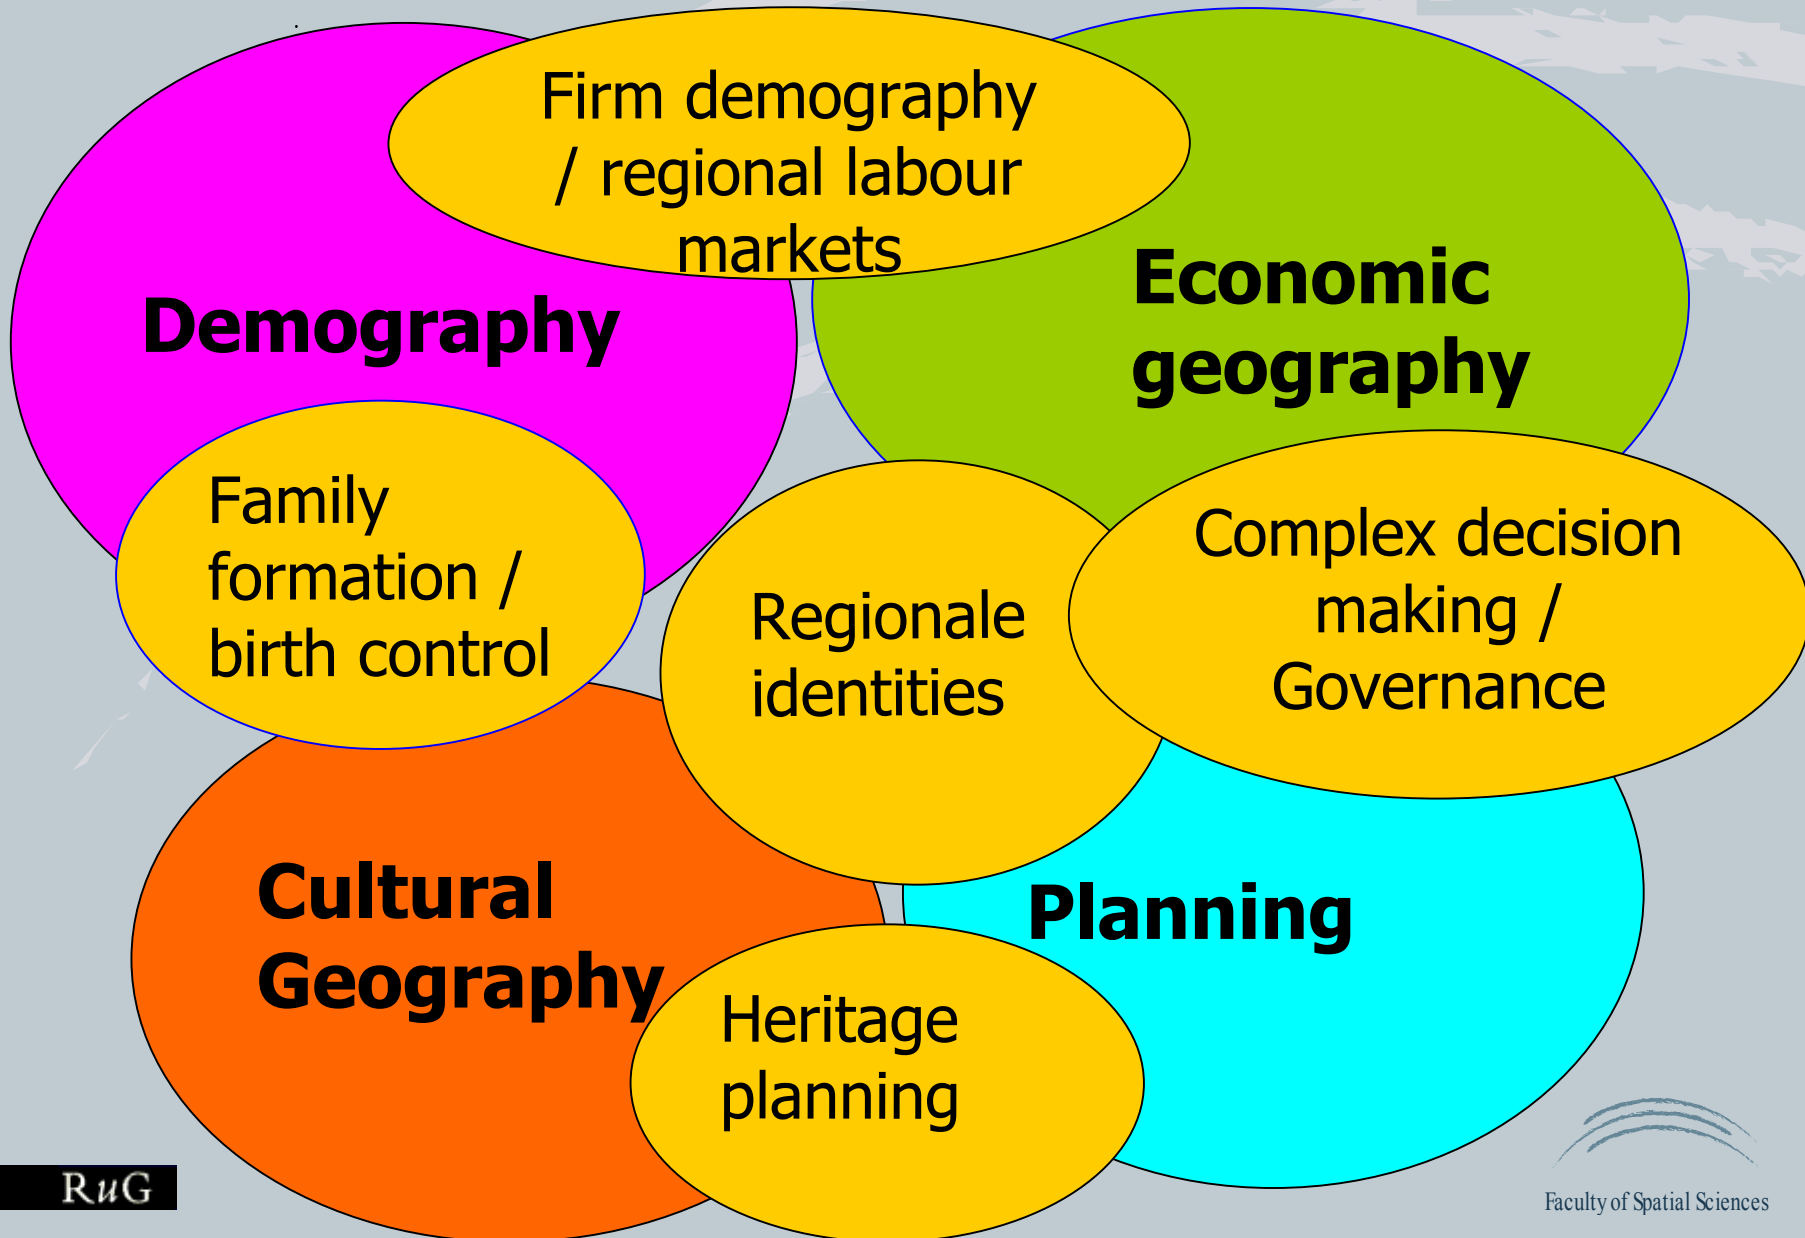 Firm demography
/ regional labour
markets
Demography
Economic
geography
Family
formation /
birth control
Regionale
identities
Complex decision
making /
Governance
Cultural
Geography
Planning
Heritage
planning
RuG
Faculty of Spatial Sciences